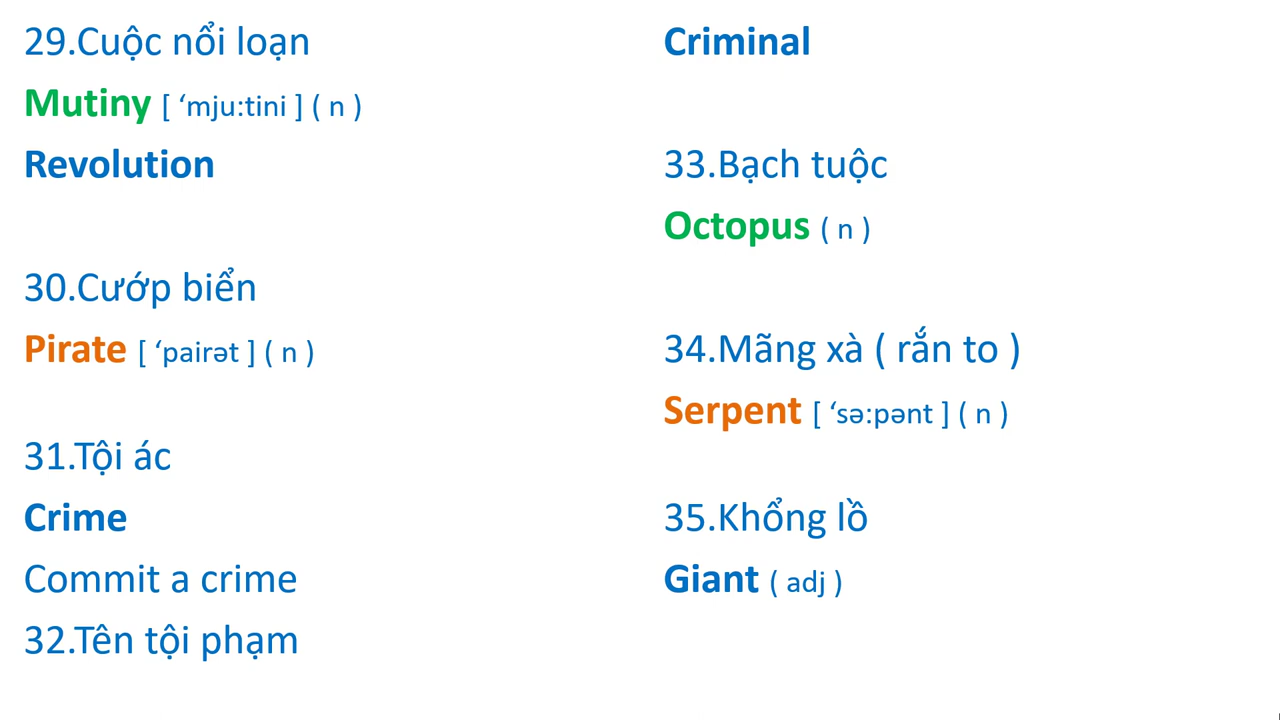 29.Cuộc nổi loạn
Mutiny [ ‘mju:tini ] ( n )
Revolution
30.Cướp biển
Pirate [ ‘pairət ] ( n )
31.Tội ác
Crime
Commit a crime
32.Tên tội phạm
Criminal
33.Bạch tuộc
Octopus ( n )
34.Mãng xà ( rắn to )
Serpent [ ‘sə:pənt ] ( n )
35.Khổng lồ
Giant ( adj )